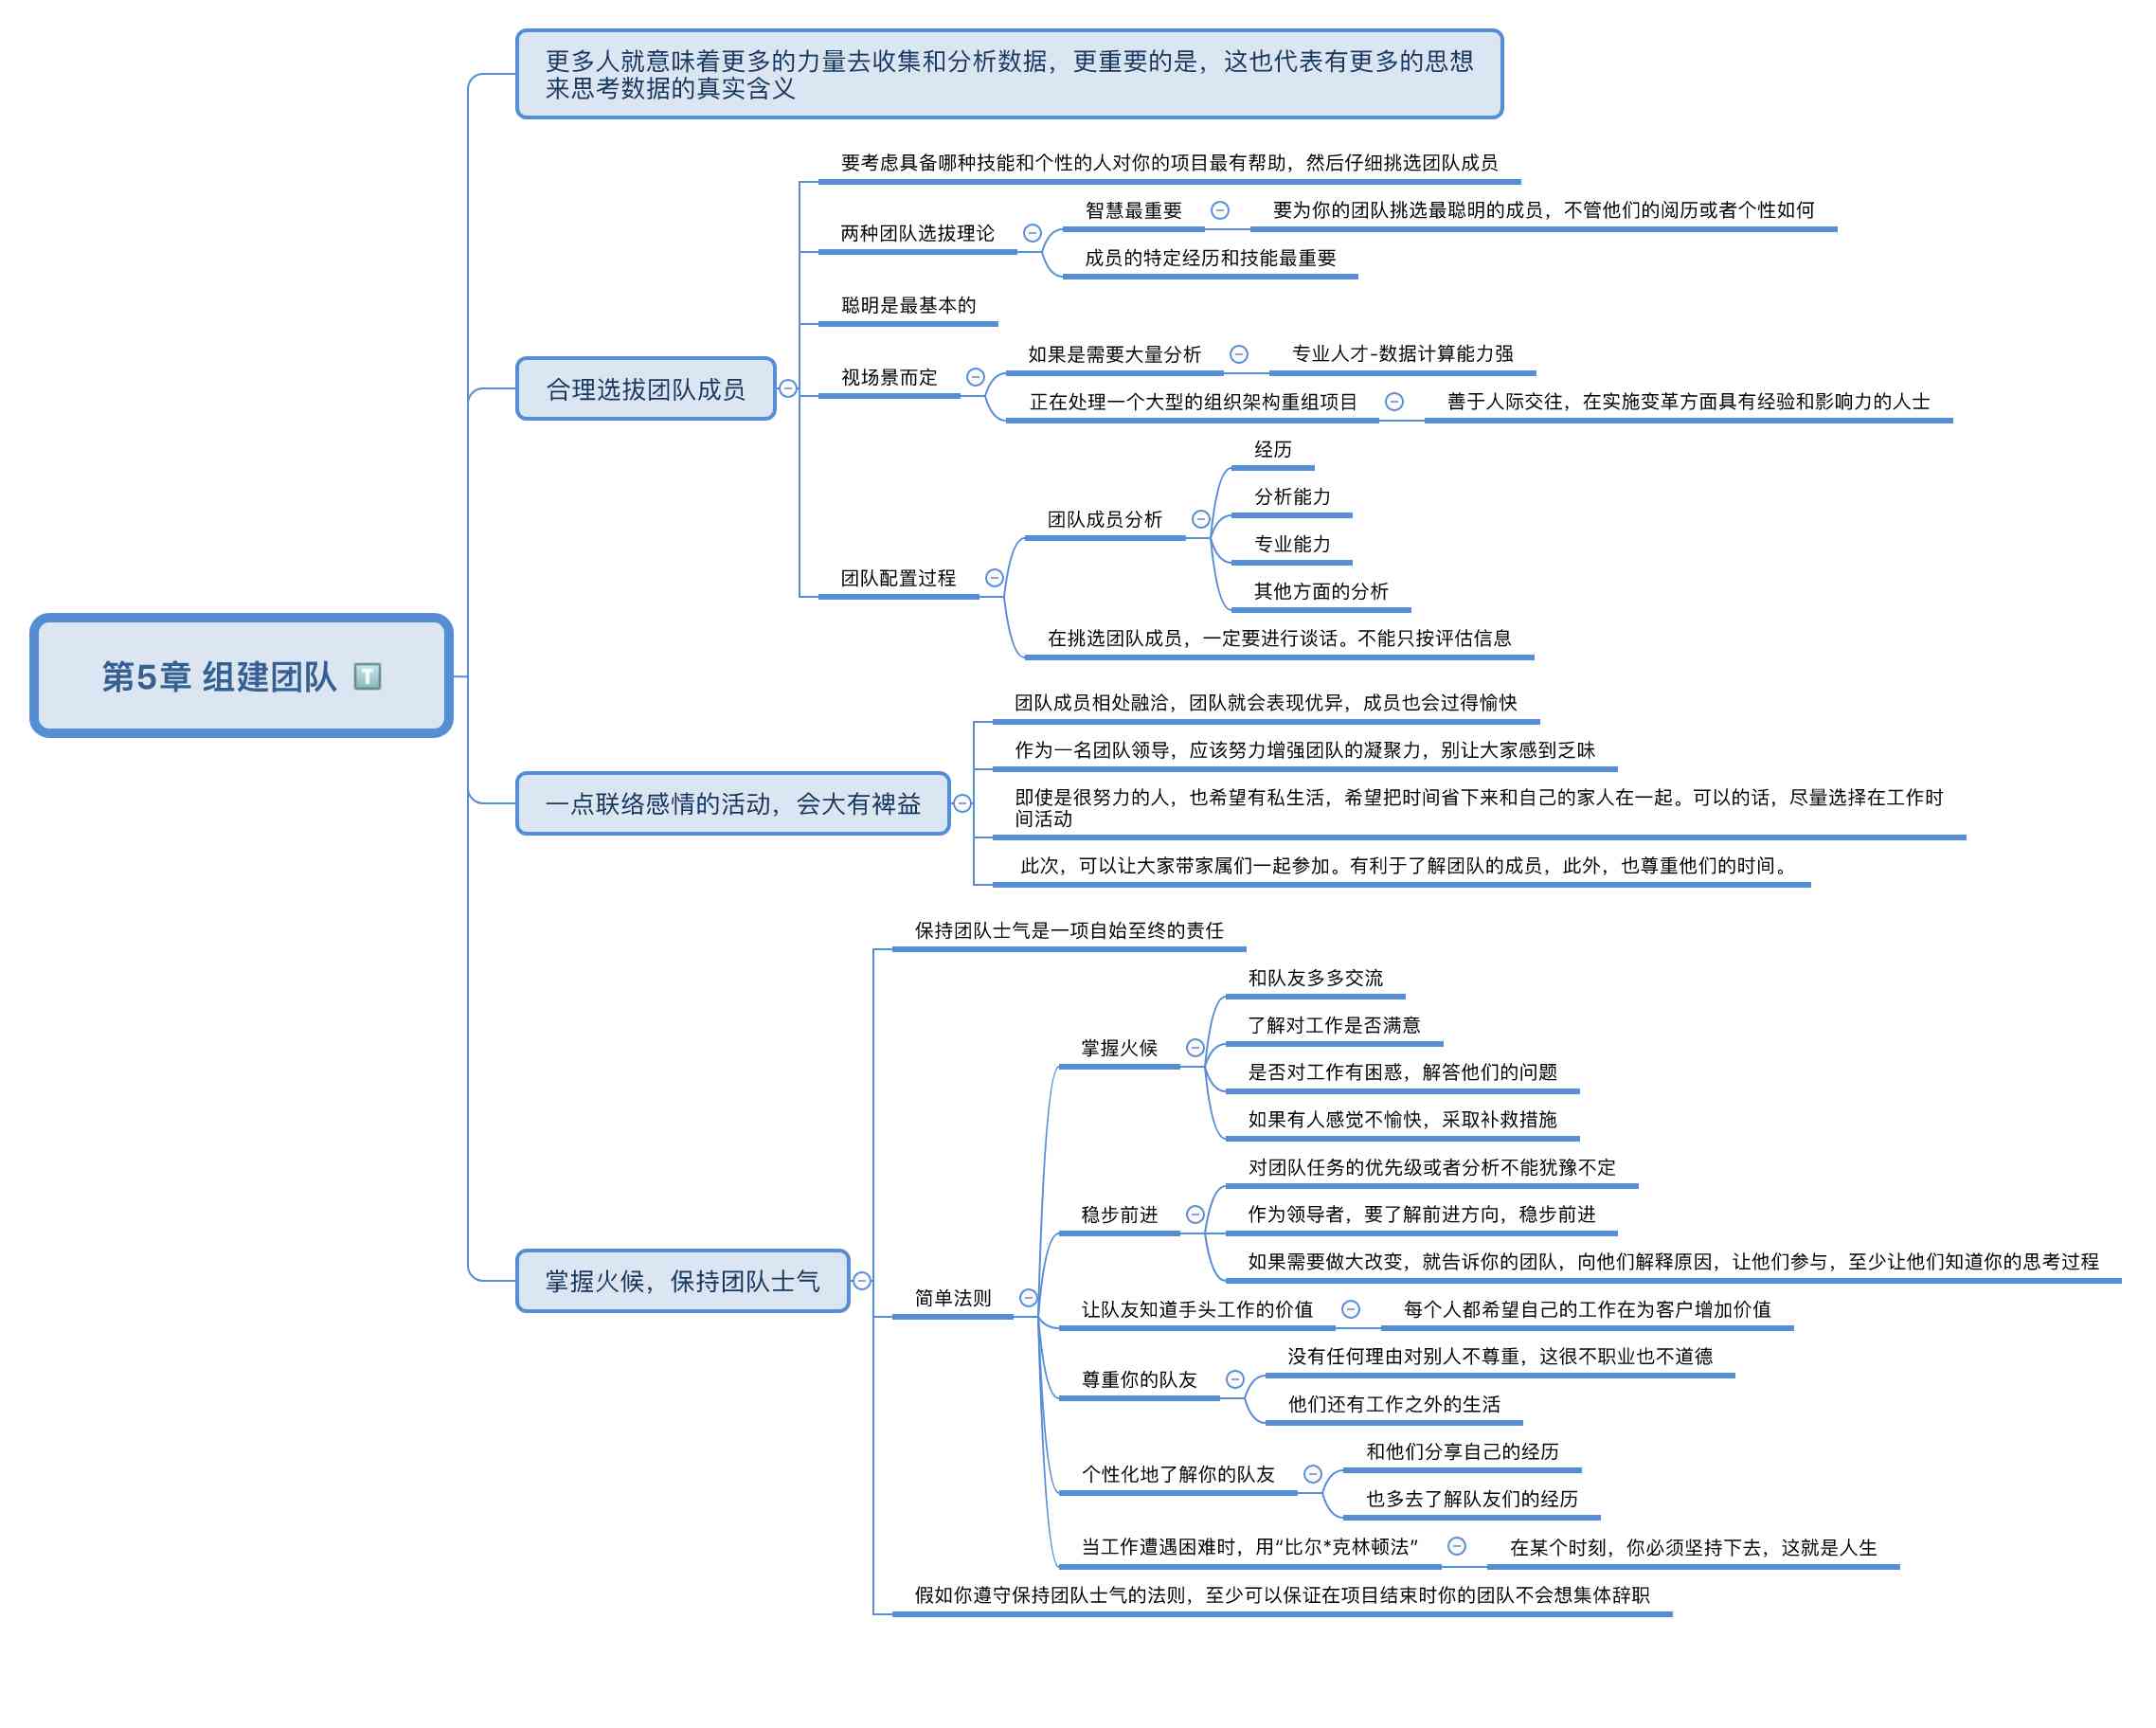 更多人就意味着更多的力量去收集和分析数据，更重要的是，这也代表有更多的思想
来思考数据的真实含义
要考虑具备哪种技能和个性的人对你的项目最有帮助，然后仔细挑选团队成员
智慧最重要
要为你的团队挑选最聪明的成员，不管他们的阅历或者个性如何
两种团队选拔理论
成员的特定经历和技能最重要
聪明是最基本的
如果是需要大量分析
专业人才-数据计算能力强
合理选拔团队成员
视场景而定
正在处理一个大型的组织架构重组项目
善于人际交往，在实施变革方面具有经验和影响力的人士
经历
分析能力
团队成员分析
专业能力
团队配置过程
其他方面的分析
在挑选团队成员，一定要进行谈话。不能只按评估信息
第5章 组建团队
T
团队成员相处融洽，团队就会表现优异，成员也会过得愉快
作为一名团队领导，应该努力增强团队的凝聚力，别让大家感到乏味
一点联络感情的活动，会大有裨益
即使是很努力的人，也希望有私生活，希望把时间省下来和自己的家人在一起。可以的话，尽量选择在工作时
间活动
此次，可以让大家带家属们一起参加。有利于了解团队的成员，此外，也尊重他们的时间。
保持团队士气是一项自始至终的责任
和队友多多交流
了解对工作是否满意
掌握火候
是否对工作有困惑，解答他们的问题
如果有人感觉不愉快，采取补救措施
对团队任务的优先级或者分析不能犹豫不定
稳步前进
作为领导者，要了解前进方向，稳步前进
如果需要做大改变，就告诉你的团队，向他们解释原因，让他们参与，至少让他们知道你的思考过程
掌握火候，保持团队士气
简单法则
让队友知道手头工作的价值
每个人都希望自己的工作在为客户增加价值
没有任何理由对别人不尊重，这很不职业也不道德
尊重你的队友
他们还有工作之外的生活
和他们分享自己的经历
个性化地了解你的队友
也多去了解队友们的经历
当工作遭遇困难时，用“比尔*克林顿法”
在某个时刻，你必须坚持下去，这就是人生
假如你遵守保持团队士气的法则，至少可以保证在项目结束时你的团队不会想集体辞职